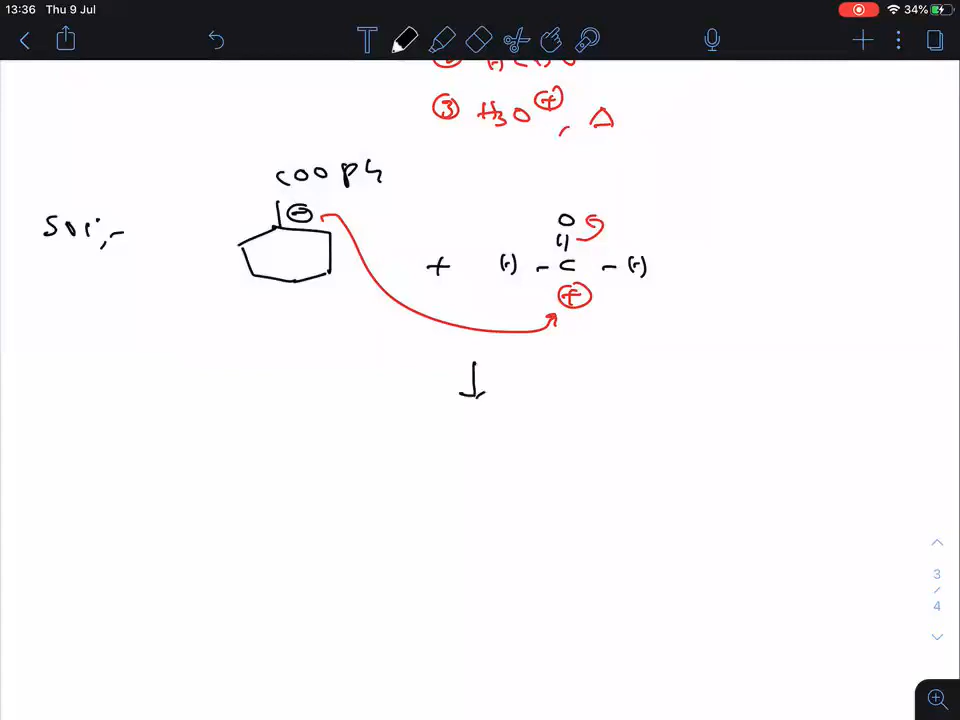 13:36 Thu 9 Jul 34%
T
③ H₃O⊕, Δ
COOPh
Sol:-
⊖
O
+ H - C - H
⊕
3
/
4